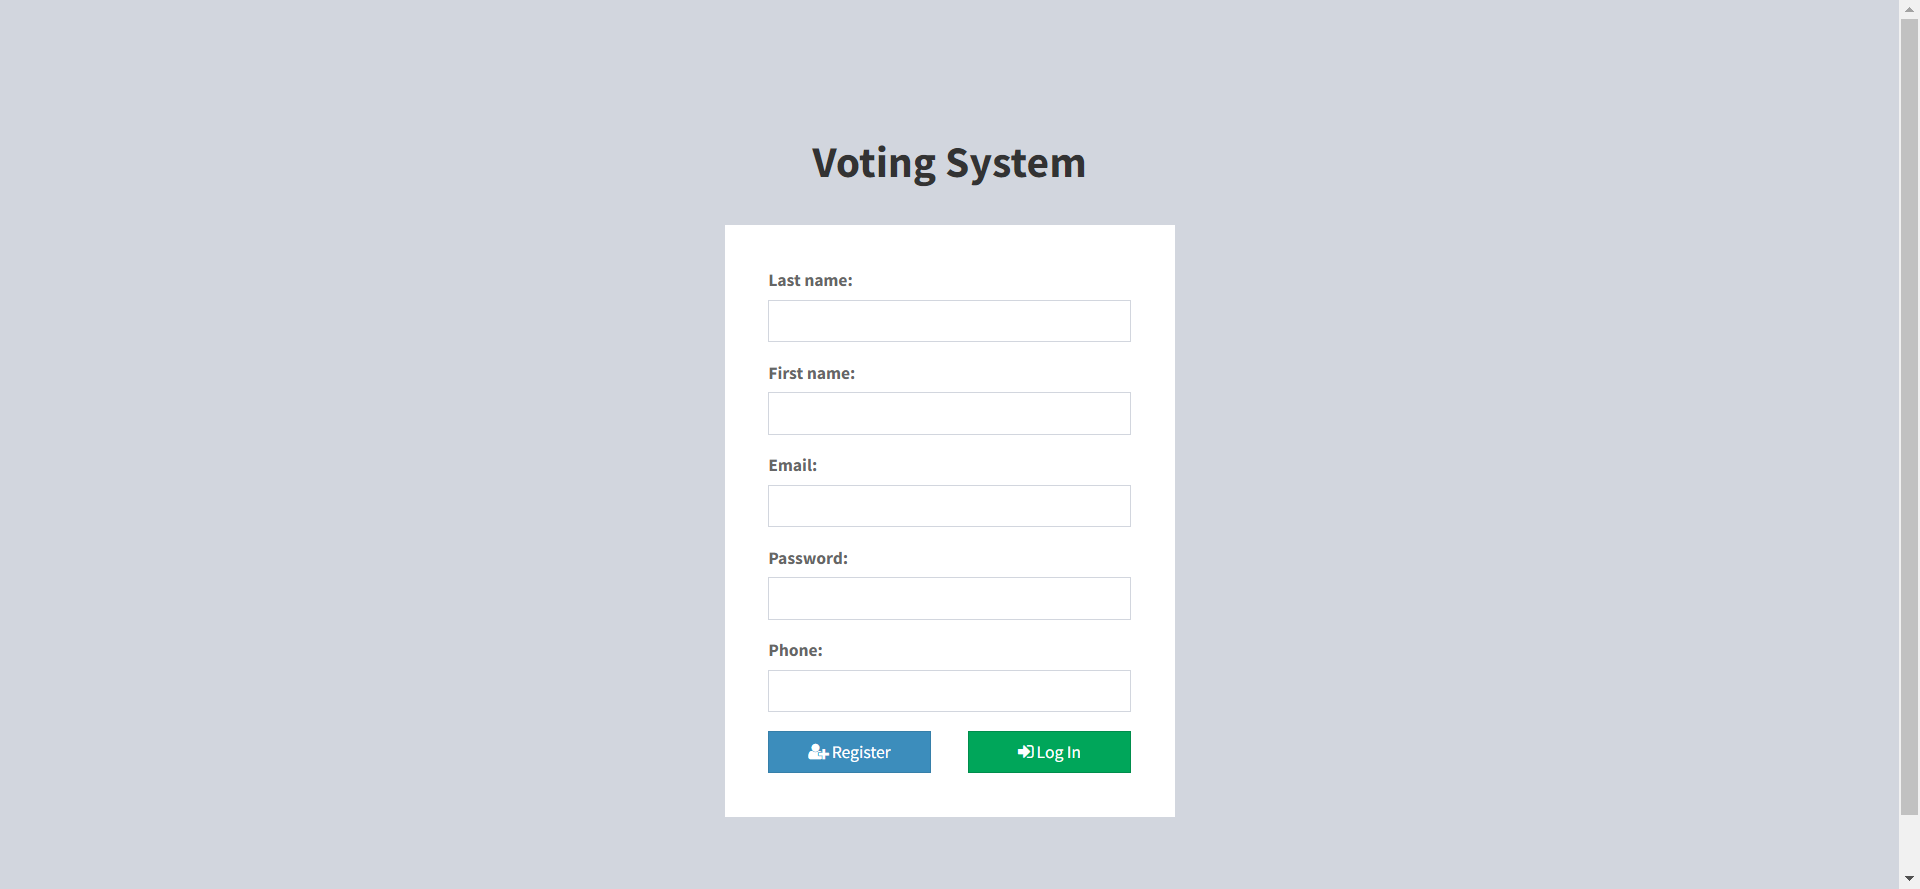 Voting System
Last name:
First name:
Email:
Password:
Phone:
Register
Log In